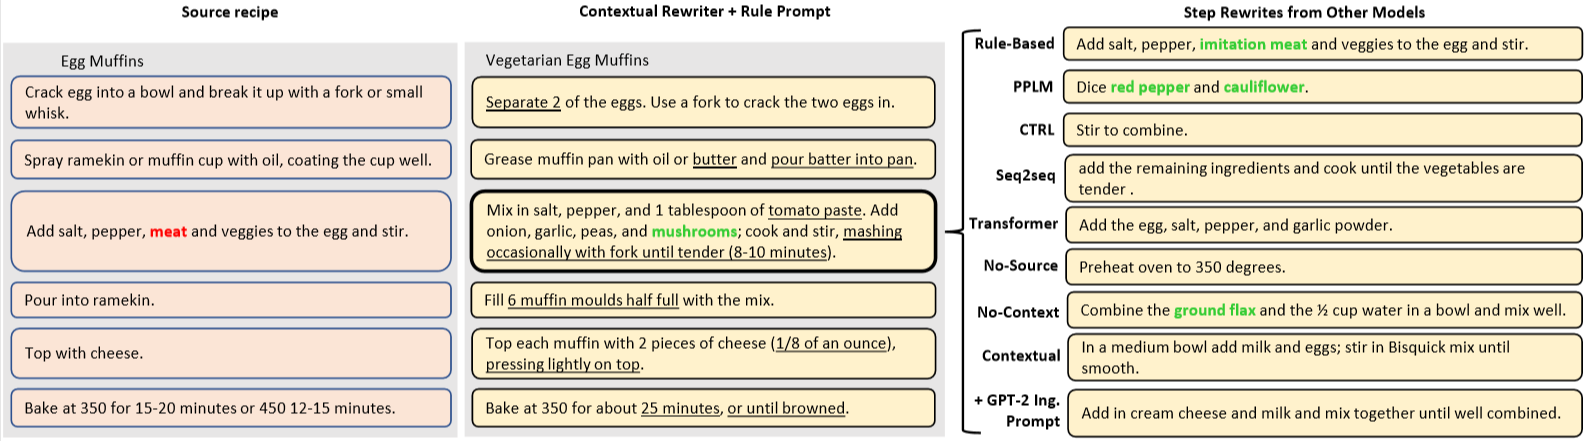 Source recipe
Egg Muffins
Crack egg into a bowl and break it up with a fork or small
whisk.
Spray ramekin or muffin cup with oil, coating the cup well.
Add salt, pepper, meat and veggies to the egg and stir.
Pour into ramekin.
Top with cheese.
Bake at 350 for 15-20 minutes or 450 12-15 minutes.
Contextual Rewriter + Rule Prompt
Vegetarian Egg Muffins
Separate 2 of the eggs. Use a fork to crack the two eggs in.
Grease muffin pan with oil or butter and pour batter into pan.
Mix in salt, pepper, and 1 tablespoon of tomato paste. Add
onion, garlic, peas, and mushrooms; cook and stir, mashing
occasionally with fork until tender (8-10 minutes).
Fill 6 muffin moulds half full with the mix.
Top each muffin with 2 pieces of cheese (1/8 of an ounce),
pressing lightly on top.
Bake at 350 for about 25 minutes, or until browned.
Step Rewrites from Other Models
Rule-Based
Add salt, pepper, imitation meat and veggies to the egg and stir.
PPLM
Dice red pepper and cauliflower.
CTRL
Stir to combine.
Seq2seq
add the remaining ingredients and cook until the vegetables are
tender .
Transformer
Add the egg, salt, pepper, and garlic powder.
No-Source
Preheat oven to 350 degrees.
No-Context
Combine the ground flax and the ½ cup water in a bowl and mix well.
Contextual
In a medium bowl add milk and eggs; stir in Bisquick mix until
smooth.
+ GPT-2 Ing.
Prompt
Add in cream cheese and milk and mix together until well combined.